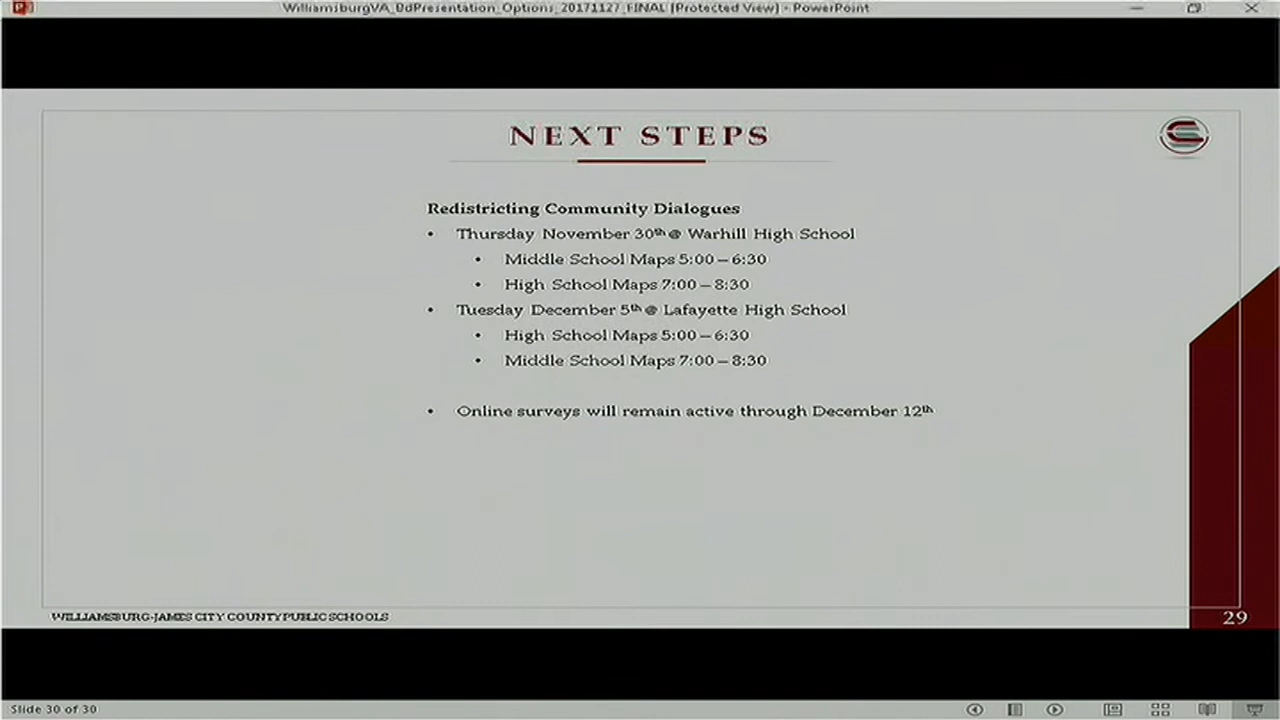 WilliamsburgVA_BdPresentation_Options_20171127_FINAL [Protected View] - PowerPoint
NEXT STEPS
Redistricting Community Dialogues
• Thursday November 30th @ Warhill High School
• Middle School Maps 5:00 – 6:30
• High School Maps 7:00 – 8:30
• Tuesday December 5th @ Lafayette High School
• High School Maps 5:00 – 6:30
• Middle School Maps 7:00 – 8:30
• Online surveys will remain active through December 12th
WILLIAMSBURG-JAMES CITY COUNTY PUBLIC SCHOOLS
29
Slide 30 of 30